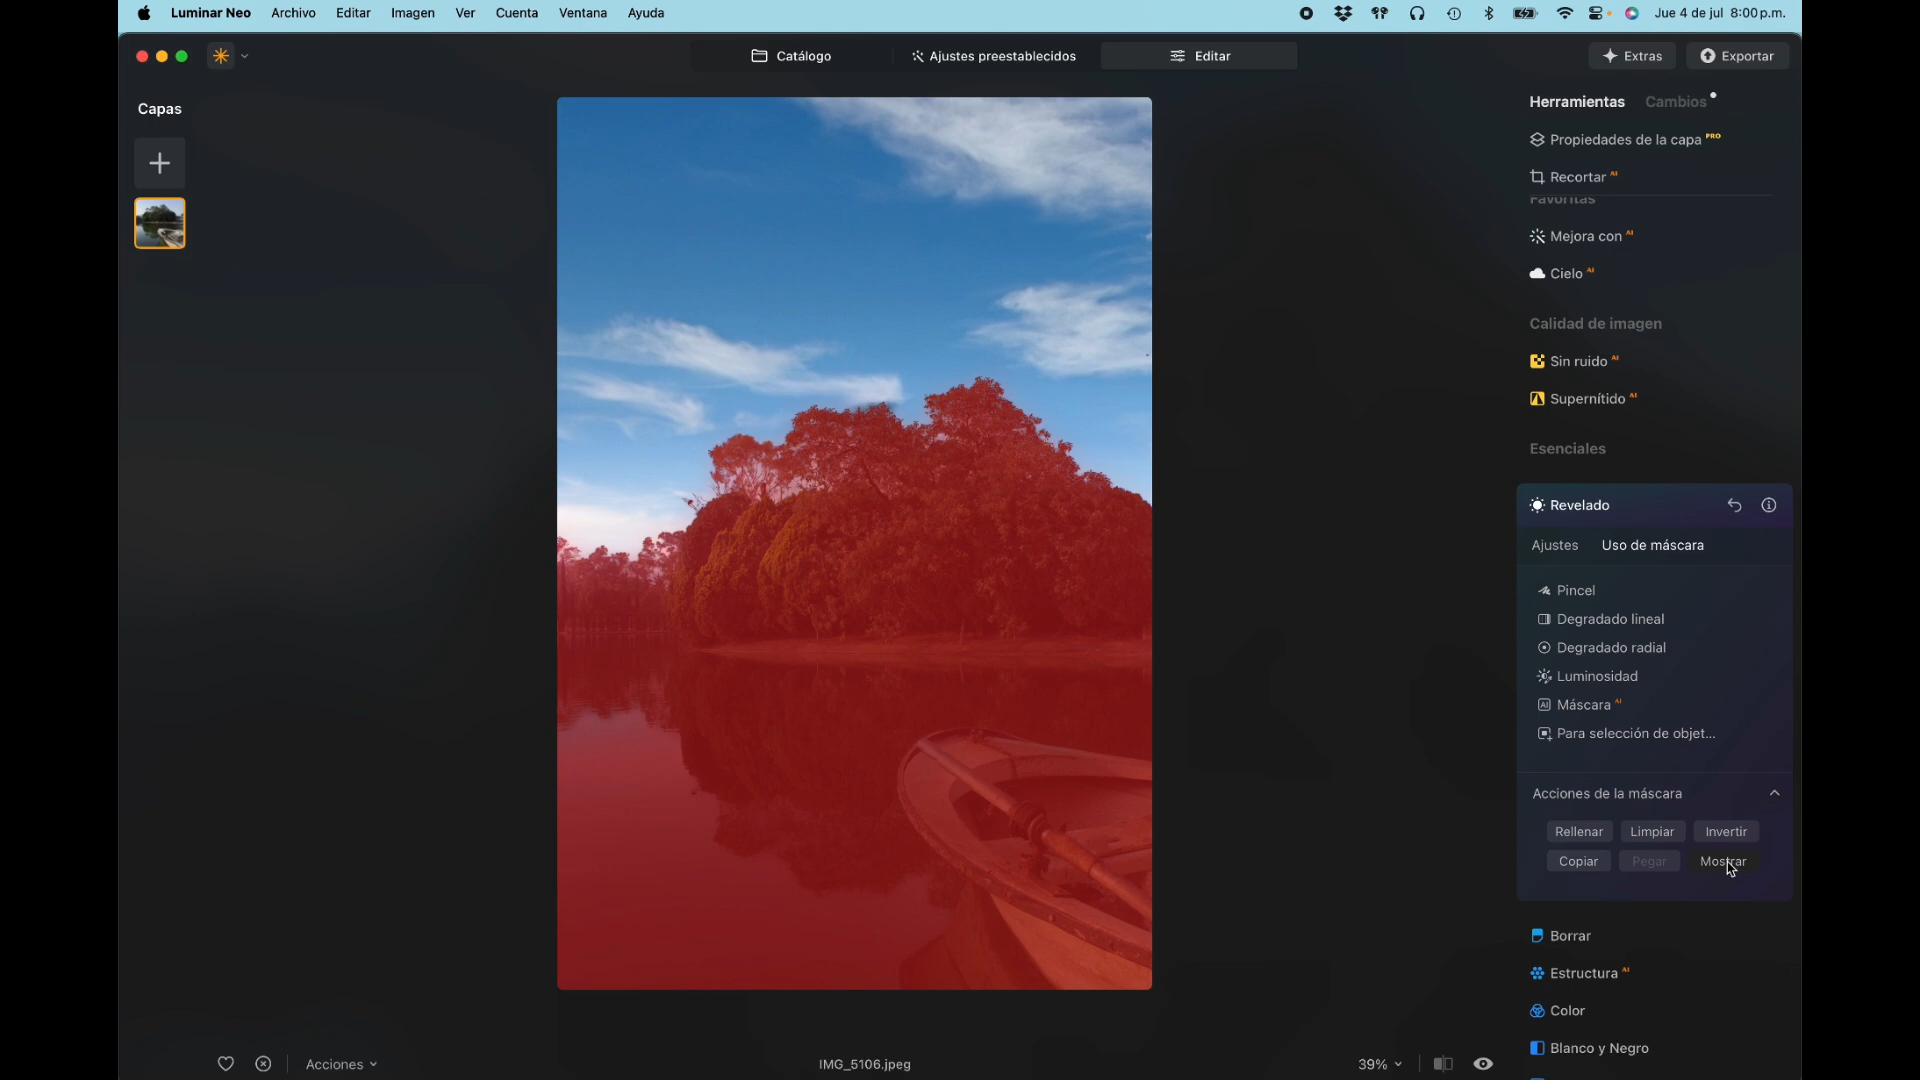 Luminar Neo Archivo Editar Imagen Ver Cuenta Ventana Ayuda Jue 4 de jul 8:00 p.m.
Catálogo Ajustes preestablecidos Editar Extras Exportar
Capas
Herramientas Cambios
Propiedades de la capa PRO
Recortar AI
Favoritas
Mejora con AI
Cielo AI
Calidad de imagen
Sin ruido AI
Supernítido AI
Esenciales
Revelado
Ajustes Uso de máscara
Pincel
Degradado lineal
Degradado radial
Luminosidad
AI Máscara AI
Para selección de objet...
Acciones de la máscara
Rellenar Limpiar Invertir
Copiar Pegar Mostrar
Borrar
Estructura AI
Color
Blanco y Negro
Acciones IMG_5106.jpeg 39%